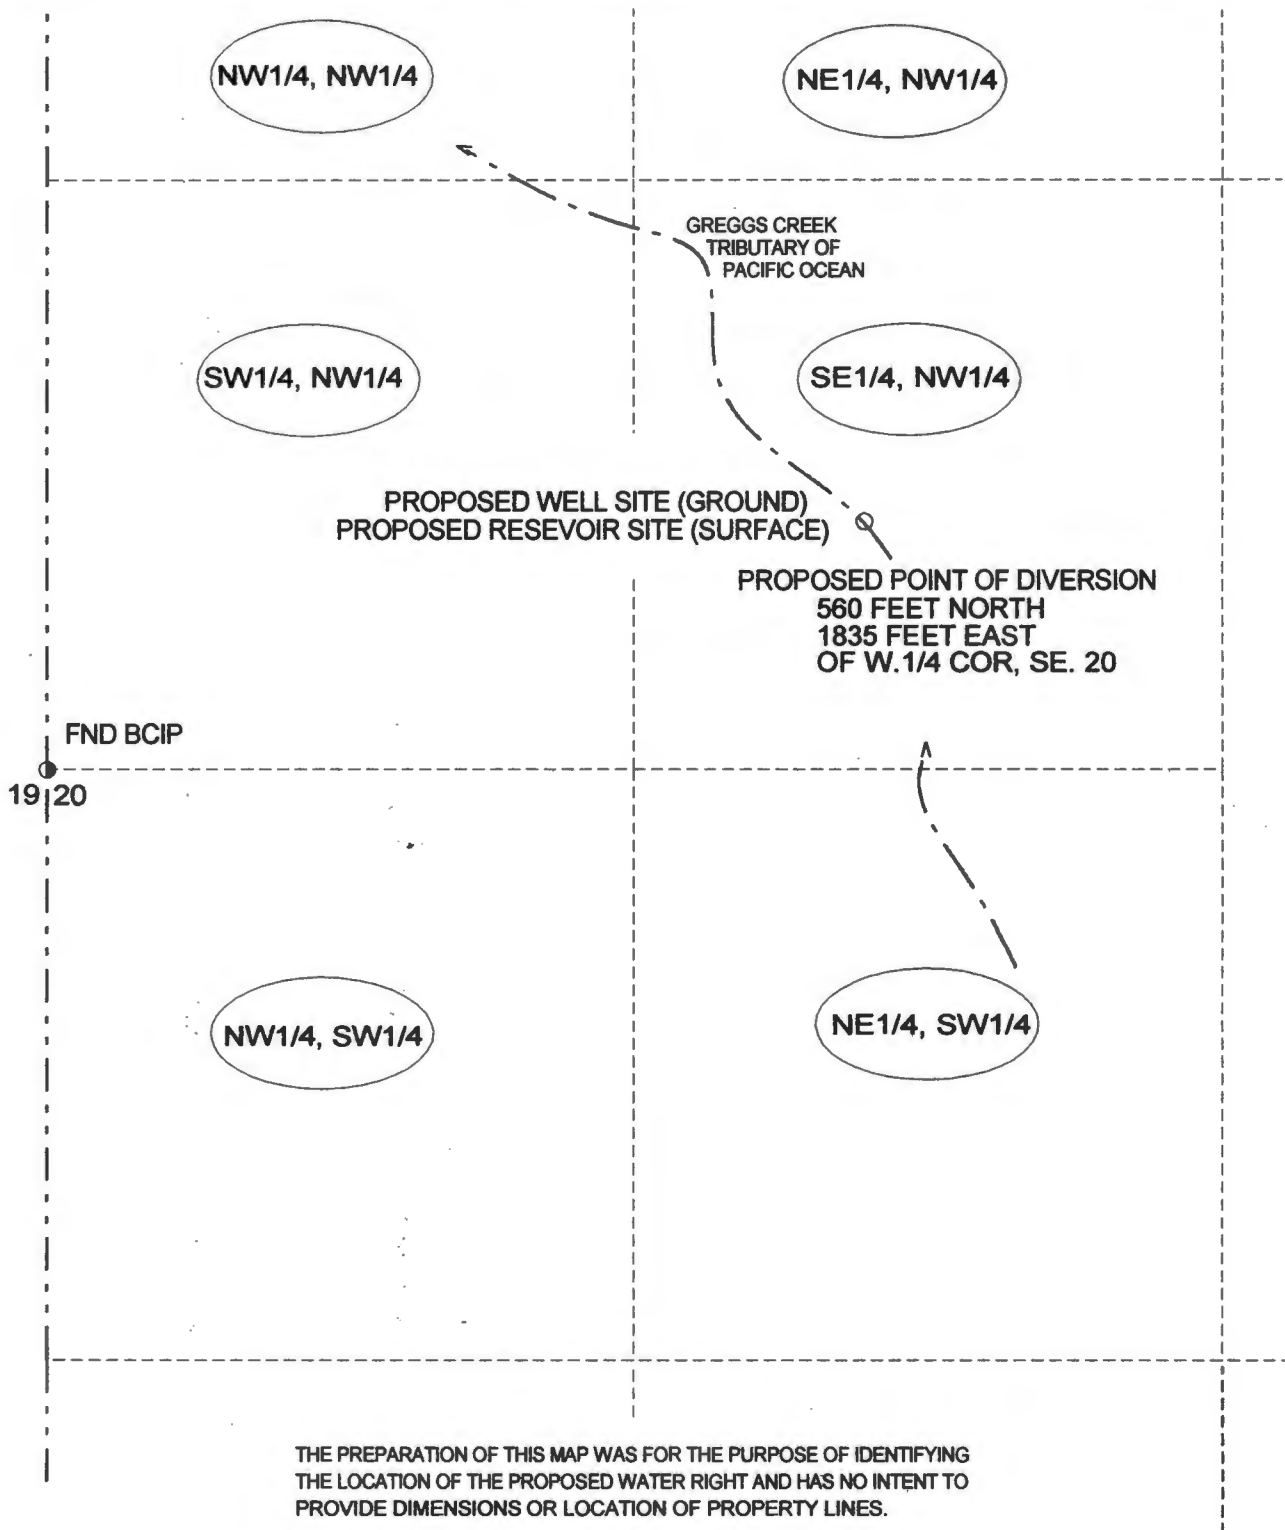 NW1/4, NW1/4
NE1/4, NW1/4
GREGGS CREEK
TRIBUTARY OF
PACIFIC OCEAN
SW1/4, NW1/4
SE1/4, NW1/4
PROPOSED WELL SITE (GROUND)
PROPOSED RESEVOIR SITE (SURFACE)
PROPOSED POINT OF DIVERSION
560 FEET NORTH
1835 FEET EAST
OF W.1/4 COR, SE. 20
FND BCIP
19 20
NW1/4, SW1/4
NE1/4, SW1/4
THE PREPARATION OF THIS MAP WAS FOR THE PURPOSE OF IDENTIFYING
THE LOCATION OF THE PROPOSED WATER RIGHT AND HAS NO INTENT TO
PROVIDE DIMENSIONS OR LOCATION OF PROPERTY LINES.